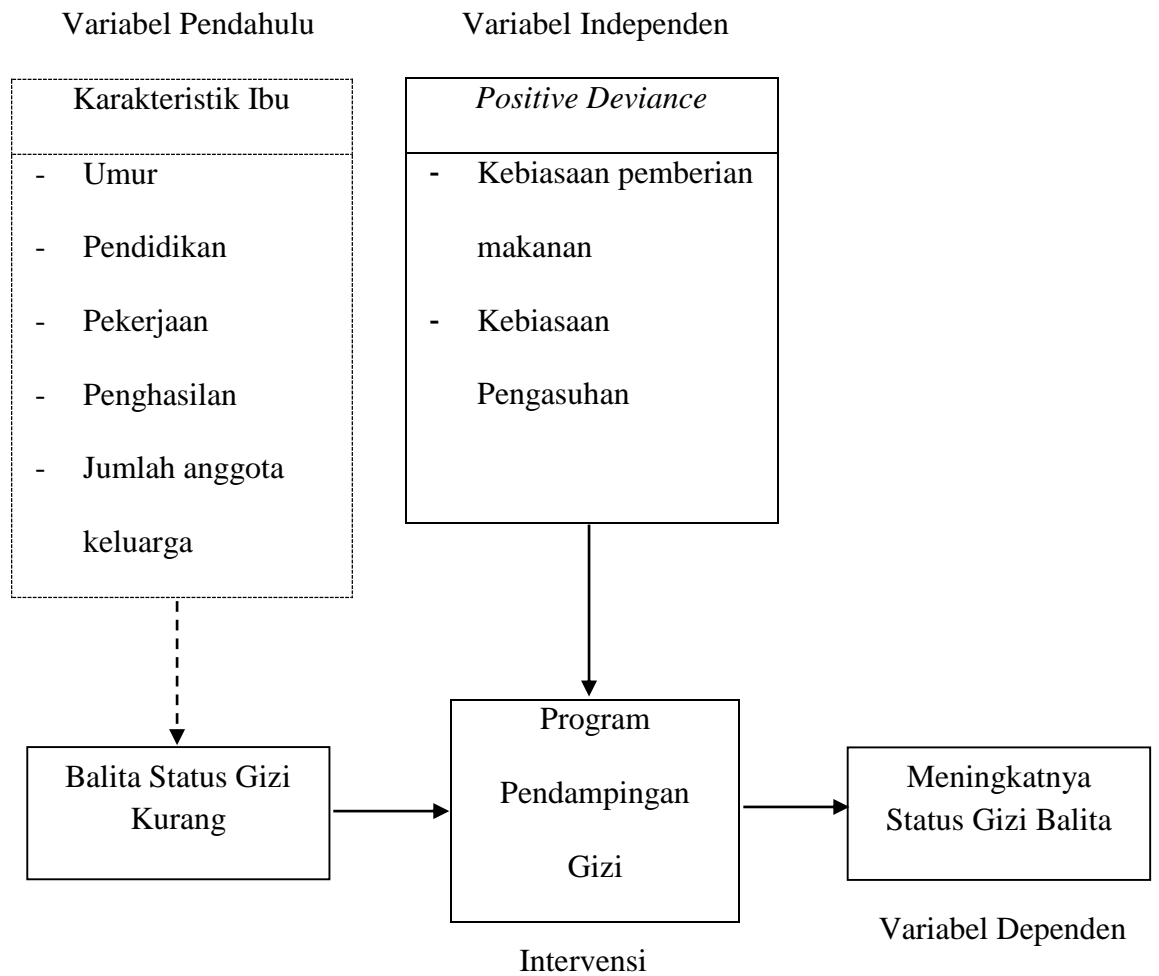 Variabel Pendahulu
Variabel Independen
Karakteristik Ibu
- Umur
- Pendidikan
- Pekerjaan
- Penghasilan
- Jumlah anggota
keluarga
Positive Deviance
- Kebiasaan pemberian
makanan
- Kebiasaan
Pengasuhan
Balita Status Gizi
Kurang
Program
Pendampingan
Gizi
Intervensi
Meningkatnya
Status Gizi Balita
Variabel Dependen